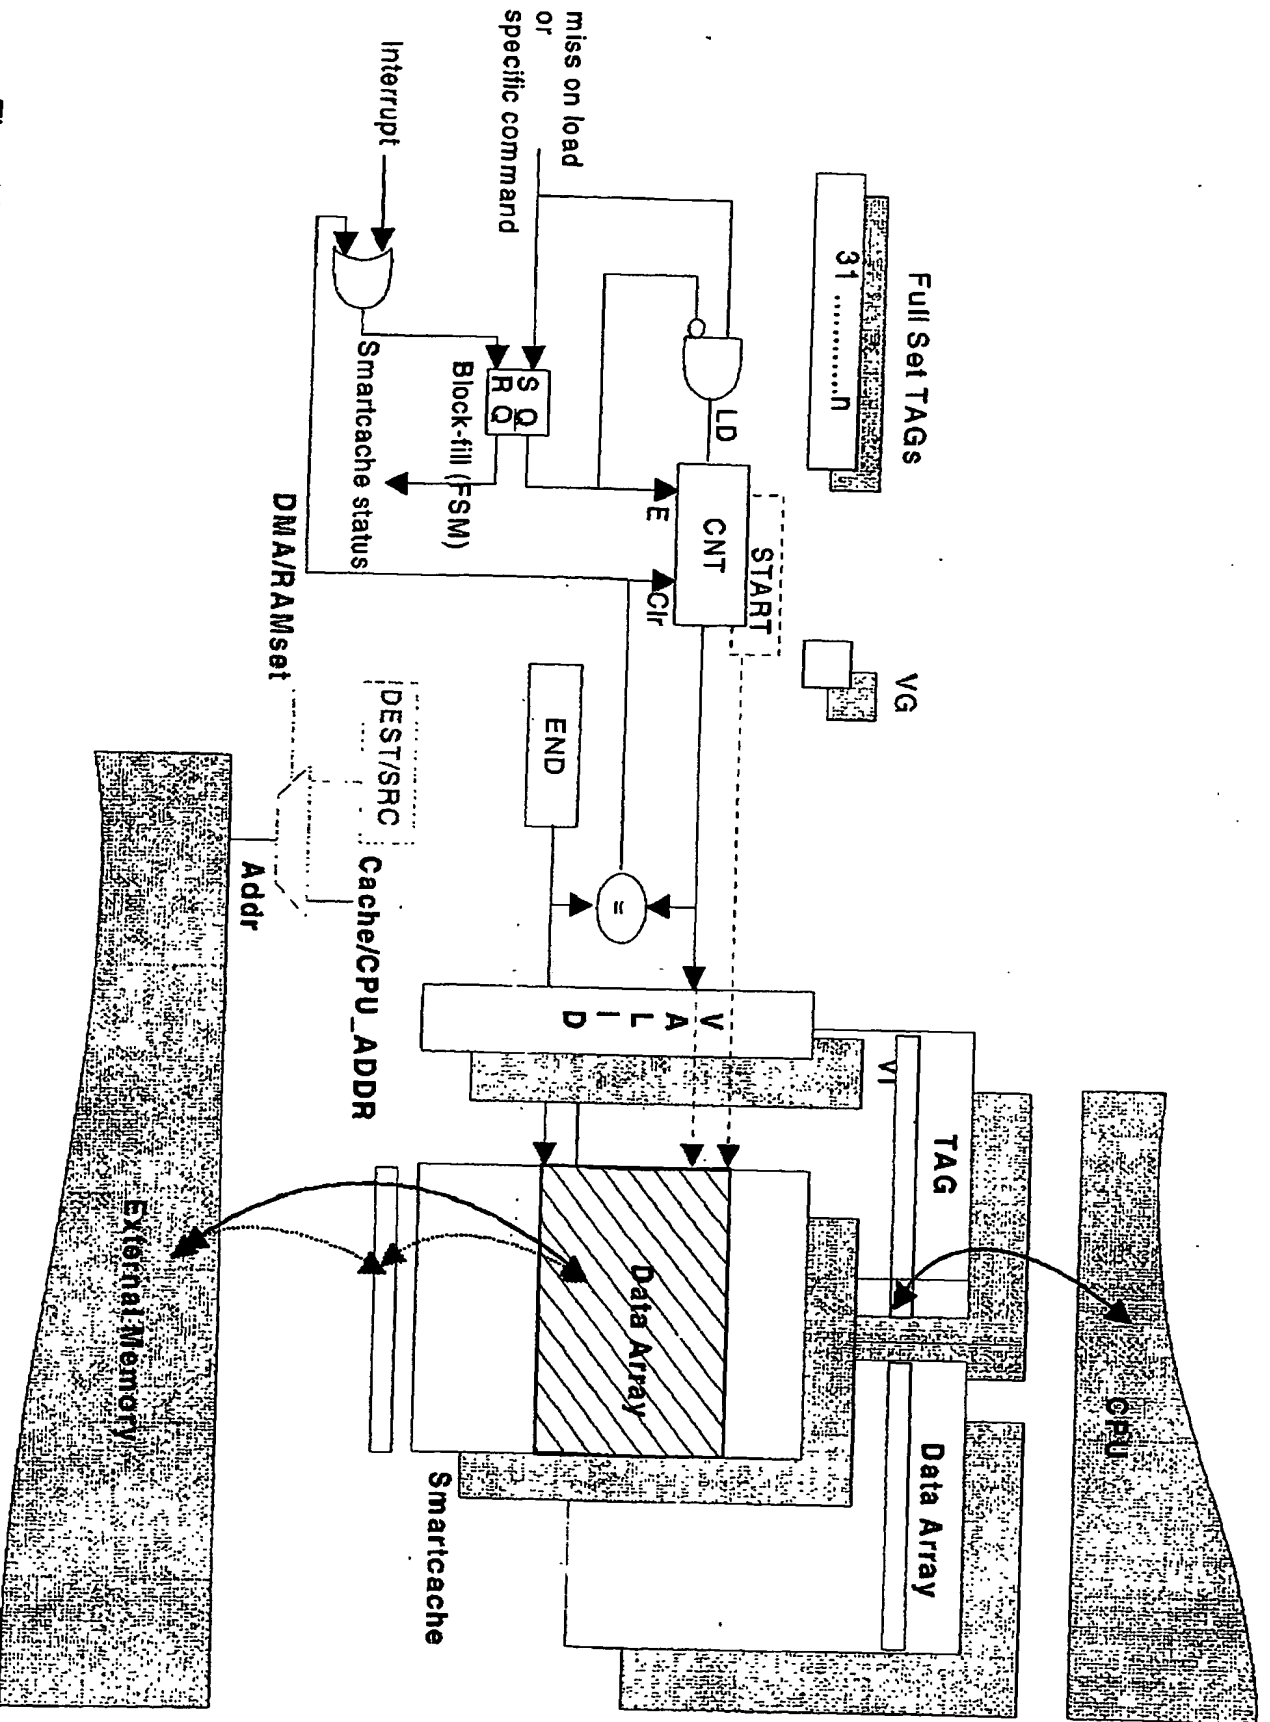 Full Set TAGs
31 ............n
VG
CPU
TAG
VI
Data Array
START
CNT
LD
E
Clr
miss on load
or
specific command
S Q
R Q
Block-fill (FSM)
Interrupt
Smartcache status
END
=
VALID
Data Array
Smartcache
DEST/SRC
Cache/CPU_ADDR
DMA/RAMset
Addr
External Memory